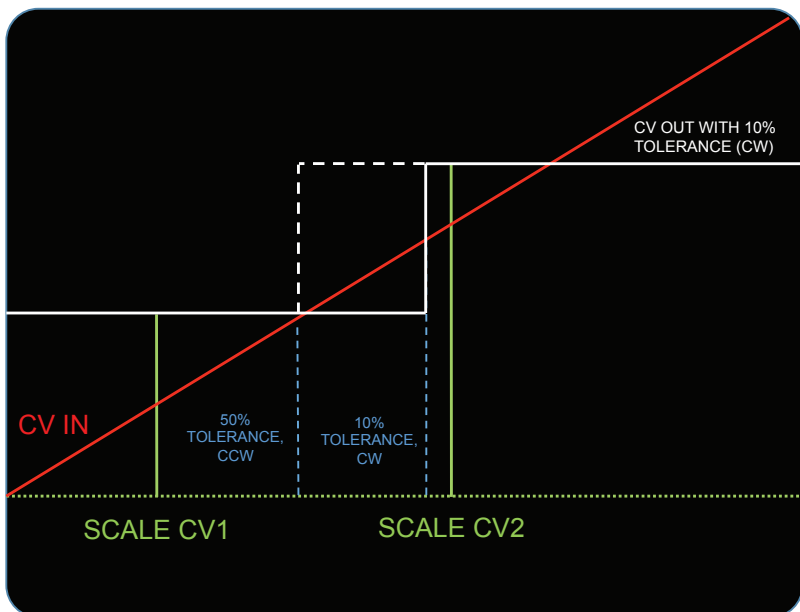 CV OUT WITH 10%
TOLERANCE (CW)
CV IN
50%
TOLERANCE,
CCW
10%
TOLERANCE,
CW
SCALE CV1
SCALE CV2